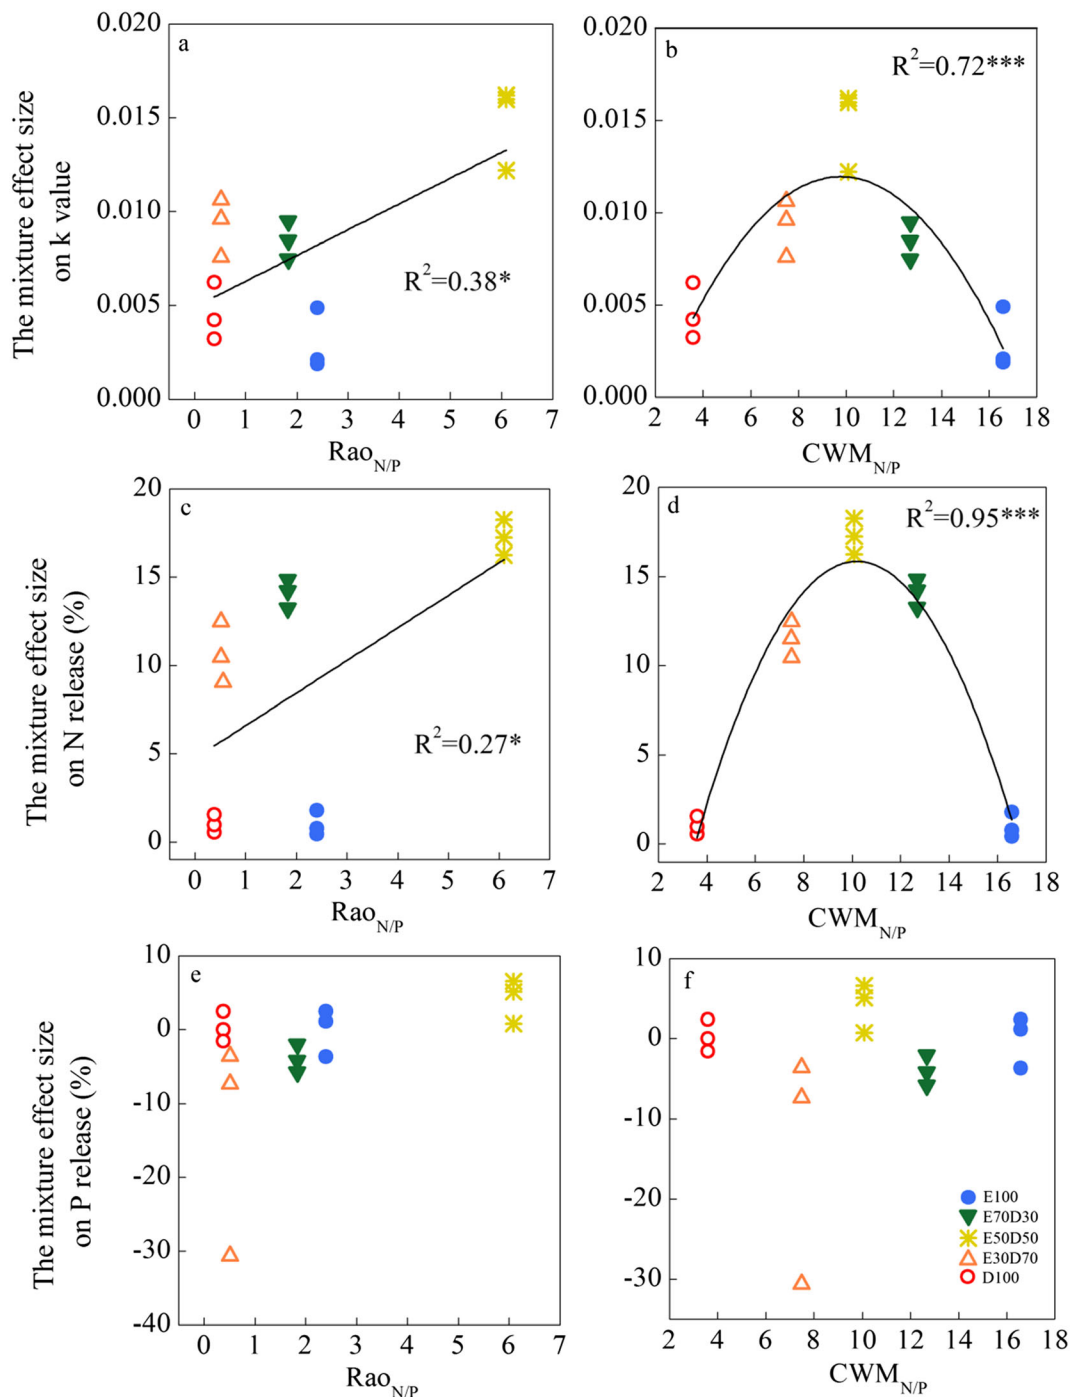 The mixture effect size
on k value
a
0.020
0.015
0.010
0.005
0.000
R²=0.38*
0 1 2 3 4 5 6 7
Rao N/P
b
0.020
0.015
0.010
0.005
0.000
R²=0.72***
2 4 6 8 10 12 14 16 18
CWM N/P
The mixture effect size
on N release (%)
c
20
15
10
5
0
R²=0.27*
0 1 2 3 4 5 6 7
Rao N/P
d
20
15
10
5
0
R²=0.95***
2 4 6 8 10 12 14 16 18
CWM N/P
The mixture effect size
on P release (%)
e
10
0
-10
-20
-30
-40
0 1 2 3 4 5 6 7
Rao N/P
f
10
0
-10
-20
-30
E100
E70D30
E50D50
E30D70
D100
2 4 6 8 10 12 14 16 18
CWM N/P